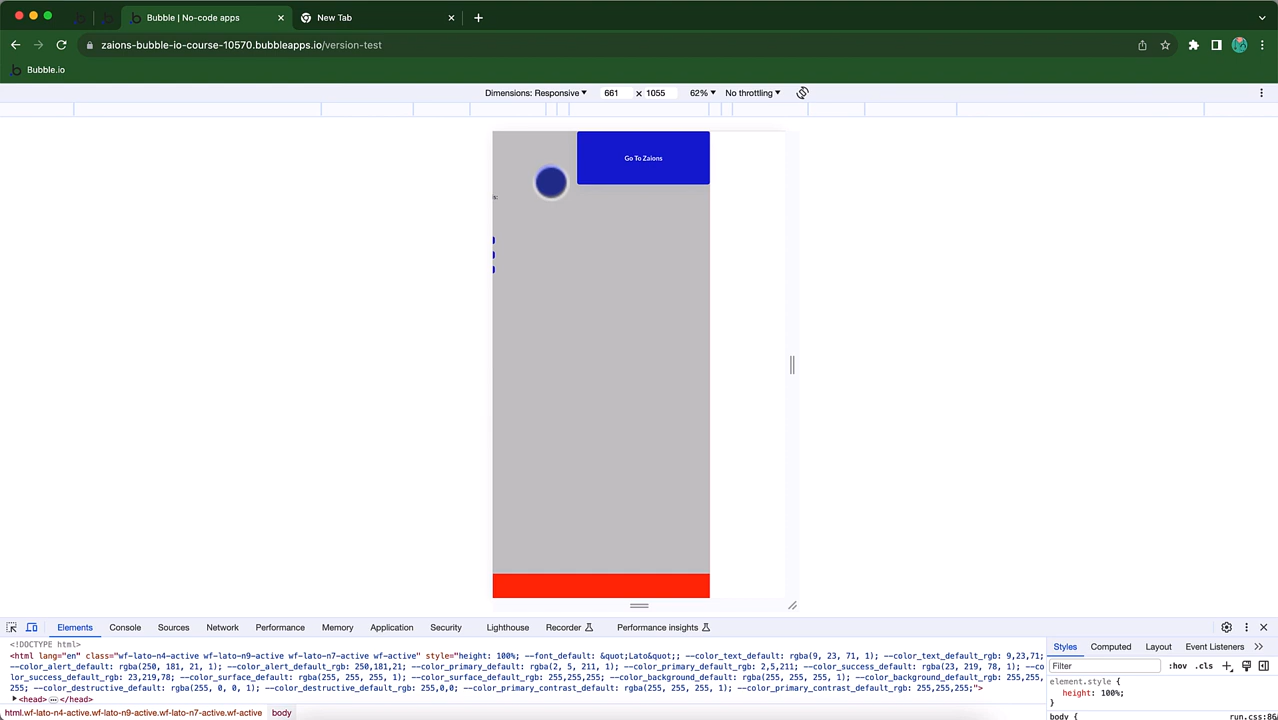 Bubble | No-code apps
New Tab
zaions-bubble-io-course-10570.bubbleapps.io/version-test
Bubble.io
Dimensions: Responsive 661 × 1055 62% No throttling
Go To Zaions
Elements Console Sources Network Performance Memory Application Security Lighthouse Recorder Performance insights
<!DOCTYPE html>
<html lang="en" class="wf-lato-n4-active wf-lato-n9-active wf-lato-n7-active wf-active" style="height: 100%; --font_default: &quot;Lato&quot;; --color_text_default: rgba(9, 23, 71, 1); --color_text_default_rgb: 9,23,71;
--color_alert_default: rgba(250, 181, 21, 1); --color_alert_default_rgb: 250,181,21; --color_primary_default: rgba(2, 5, 211, 1); --color_primary_default_rgb: 2,5,211; --color_success_default: rgba(23, 219, 78, 1); --co
lor_success_default_rgb: 23,219,78; --color_surface_default: rgba(255, 255, 255, 1); --color_surface_default_rgb: 255,255,255; --color_background_default: rgba(255, 255, 255, 1); --color_background_default_rgb: 255,255,
255; --color_destructive_default: rgba(255, 0, 0, 1); --color_destructive_default_rgb: 255,0,0; --color_primary_contrast_default: rgba(255, 255, 255, 1); --color_primary_contrast_default_rgb: 255,255,255;">
<head> … </head>
html.wf-lato-n4-active.wf-lato-n9-active.wf-lato-n7-active.wf-active body
Styles Computed Layout Event Listeners
Filter :hov .cls
element.style {
height: 100%;
}
body { run.css:86